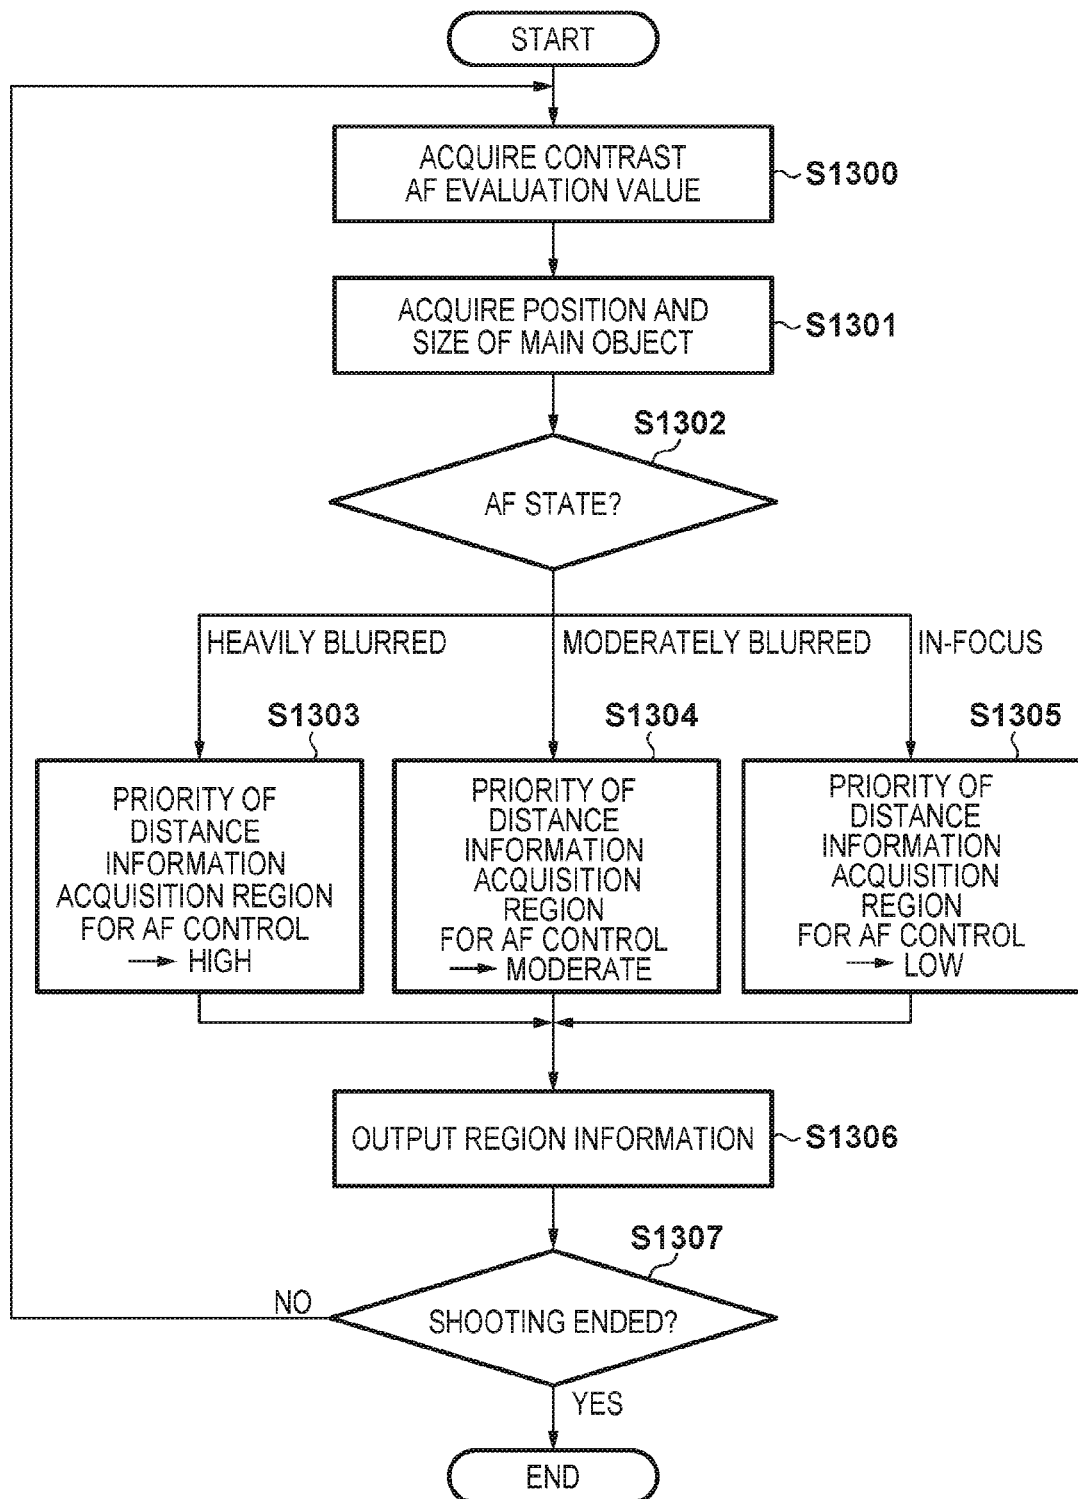 START
ACQUIRE CONTRAST
AF EVALUATION VALUE
S1300
ACQUIRE POSITION AND
SIZE OF MAIN OBJECT
S1301
S1302
AF STATE?
HEAVILY BLURRED
MODERATELY BLURRED
IN-FOCUS
S1303
PRIORITY OF
DISTANCE
INFORMATION
ACQUISITION REGION
FOR AF CONTROL
→ HIGH
S1304
PRIORITY OF
DISTANCE
INFORMATION
ACQUISITION
REGION
FOR AF CONTROL
→ MODERATE
S1305
PRIORITY OF
DISTANCE
INFORMATION
ACQUISITION
REGION
FOR AF CONTROL
→ LOW
OUTPUT REGION INFORMATION
S1306
S1307
SHOOTING ENDED?
NO
YES
END